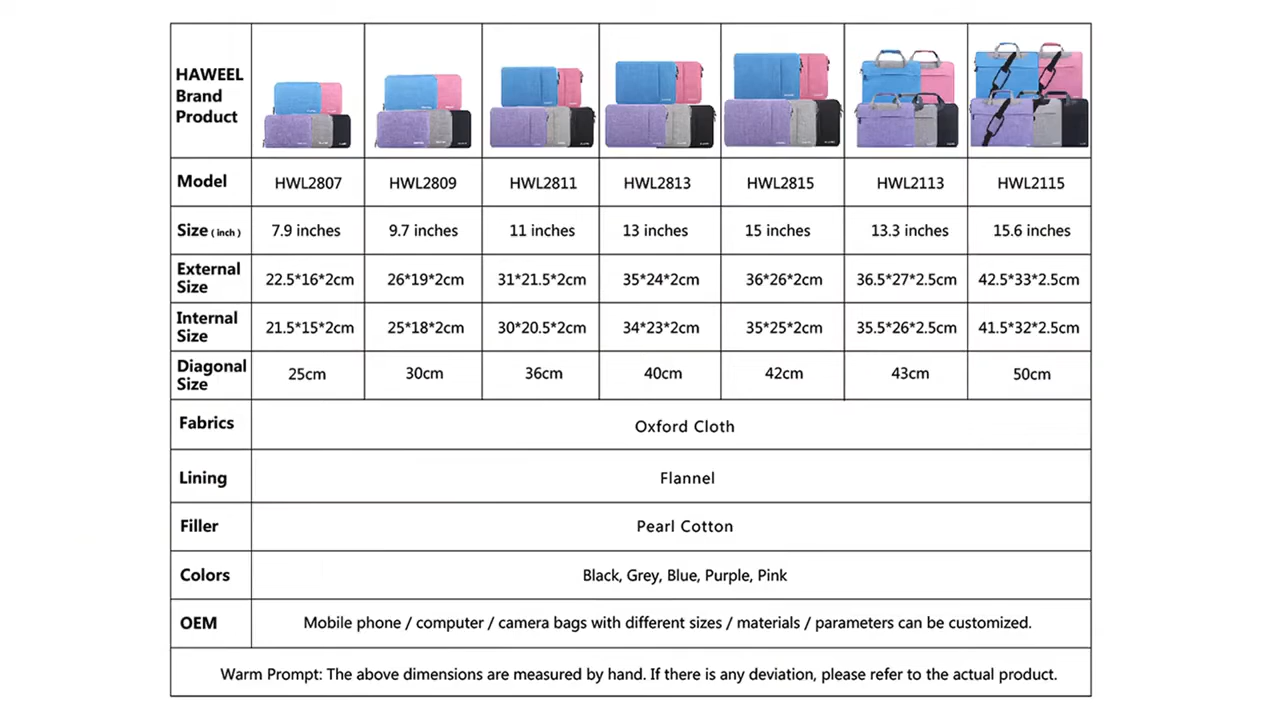 HAWEEL
Brand
Product
Model HWL2807 HWL2809 HWL2811 HWL2813 HWL2815 HWL2113 HWL2115
Size ( inch ) 7.9 inches 9.7 inches 11 inches 13 inches 15 inches 13.3 inches 15.6 inches
External
Size 22.5*16*2cm 26*19*2cm 31*21.5*2cm 35*24*2cm 36*26*2cm 36.5*27*2.5cm 42.5*33*2.5cm
Internal
Size 21.5*15*2cm 25*18*2cm 30*20.5*2cm 34*23*2cm 35*25*2cm 35.5*26*2.5cm 41.5*32*2.5cm
Diagonal
Size 25cm 30cm 36cm 40cm 42cm 43cm 50cm
Fabrics Oxford Cloth
Lining Flannel
Filler Pearl Cotton
Colors Black, Grey, Blue, Purple, Pink
OEM Mobile phone / computer / camera bags with different sizes / materials / parameters can be customized.
Warm Prompt: The above dimensions are measured by hand. If there is any deviation, please refer to the actual product.